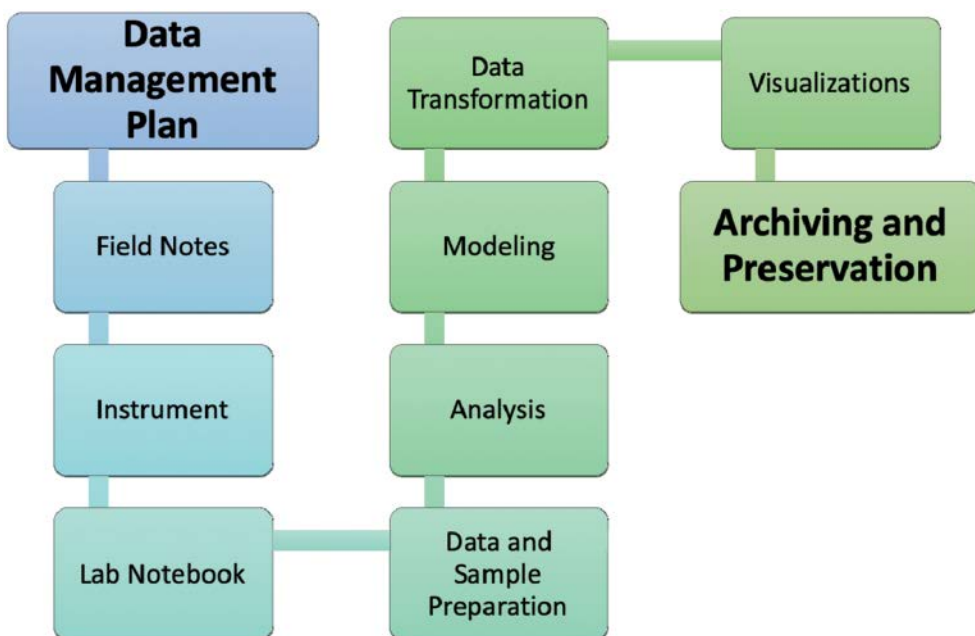 Data
Management
Plan
Field Notes
Instrument
Lab Notebook
Data and
Sample
Preparation
Analysis
Modeling
Data
Transformation
Visualizations
Archiving and
Preservation